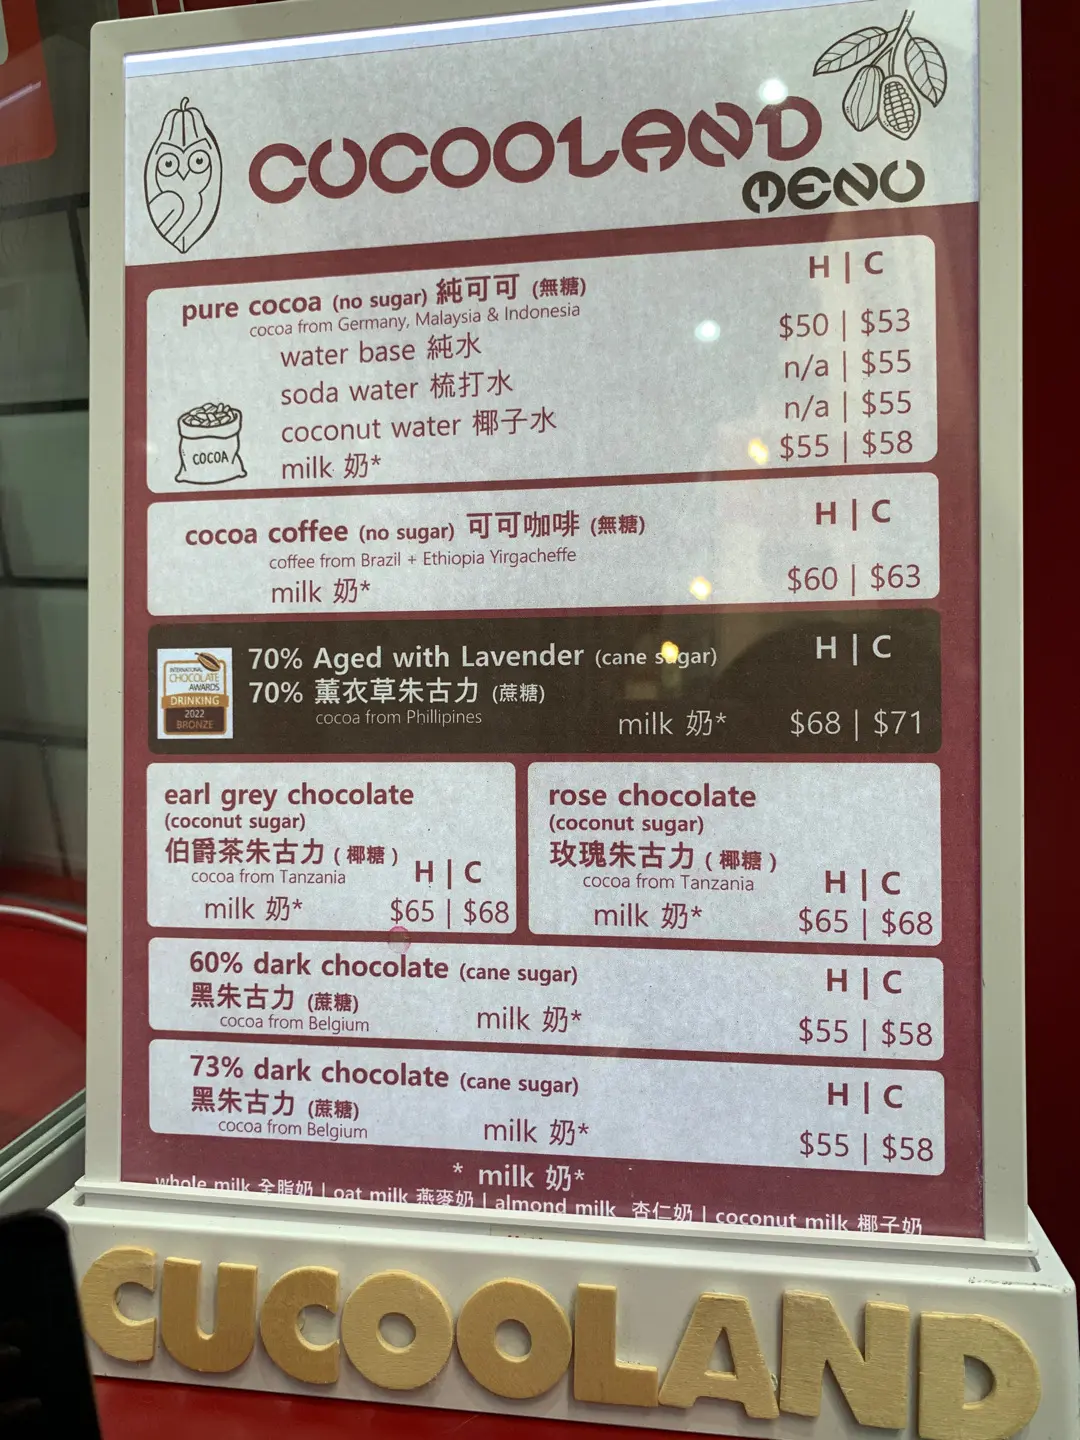 CUCOOLAND
MENU
H | C
pure cocoa (no sugar) 純可可 (無糖)
cocoa from Germany, Malaysia & Indonesia
water base 純水 $50 | $53
soda water 梳打水 n/a | $55
coconut water 椰子水 n/a | $55
milk 奶* $55 | $58
COCOA
cocoa coffee (no sugar) 可可咖啡 (無糖) H | C
coffee from Brazil + Ethiopia Yirgacheffe
milk 奶* $60 | $63
INTERNATIONAL
CHOCOLATE
AWARDS
DRINKING
2022
BRONZE
70% Aged with Lavender (cane sugar) H | C
70% 薰衣草朱古力 (蔗糖)
cocoa from Phillipines
milk 奶* $68 | $71
earl grey chocolate
(coconut sugar)
伯爵茶朱古力 ( 椰糖 )
cocoa from Tanzania H | C
milk 奶* $65 | $68
rose chocolate
(coconut sugar)
玫瑰朱古力 ( 椰糖 )
cocoa from Tanzania H | C
milk 奶* $65 | $68
60% dark chocolate (cane sugar) H | C
黑朱古力 (蔗糖)
cocoa from Belgium
milk 奶* $55 | $58
73% dark chocolate (cane sugar) H | C
黑朱古力 (蔗糖)
cocoa from Belgium
milk 奶* $55 | $58
* milk 奶*
whole milk 全脂奶 | oat milk 燕麥奶 | almond milk 杏仁奶 | coconut milk 椰子奶
CUCOOLAND